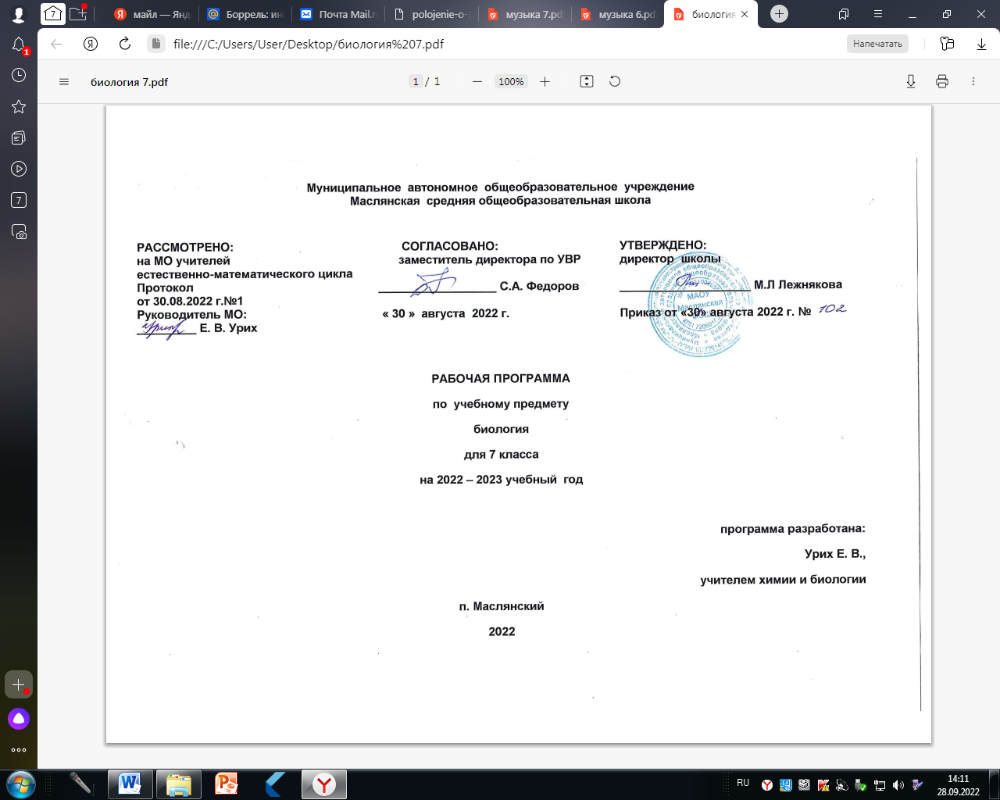 7
майл — Янд
Боррель: ин
Почта Mail.r
polojenie-o-
музыка 7.pd
музыка 6.pd
биология
file:///C:/Users/User/Desktop/биология%207.pdf
Напечатать
1
биология 7.pdf
1 / 1
100%
7
Муниципальное автономное общеобразовательное учреждение
Маслянская средняя общеобразовательная школа
РАССМОТРЕНО:
на МО учителей
естественно-математического цикла
Протокол
от 30.08.2022 г.№1
Руководитель МО:
Е. В. Урих
СОГЛАСОВАНО:
заместитель директора по УВР
С.А. Федоров
« 30 » августа 2022 г.
УТВЕРЖДЕНО:
директор школы
М.Л Лежнякова
Приказ от «30» августа 2022 г. № 102
МАОУ
Маслянская
РАБОЧАЯ ПРОГРАММА
по учебному предмету
биология
для 7 класса
на 2022 – 2023 учебный год
программа разработана:
Урих Е. В.,
учителем химии и биологии
п. Маслянский
2022
RU
14:11
28.09.2022